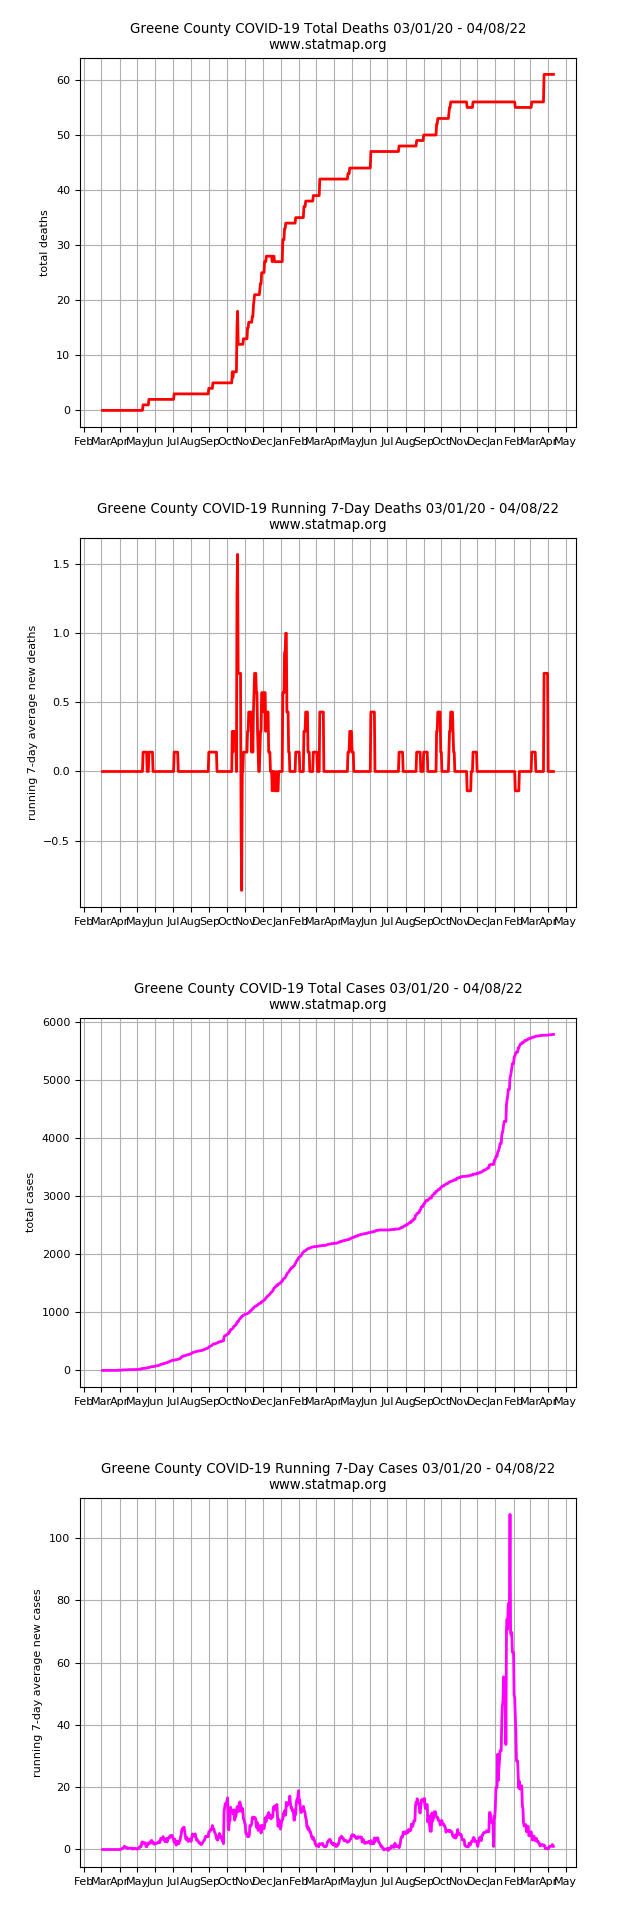 Greene County COVID-19 Total Deaths 03/01/20 - 04/08/22
www.statmap.org
60
50
40
30
20
10
0
total deaths
Feb Mar Apr May Jun Jul Aug Sep Oct Nov Dec Jan Feb Mar Apr May Jun Jul Aug Sep Oct Nov Dec Jan Feb Mar Apr May
Greene County COVID-19 Running 7-Day Deaths 03/01/20 - 04/08/22
www.statmap.org
1.5
1.0
0.5
0.0
−0.5
running 7-day average new deaths
Feb Mar Apr May Jun Jul Aug Sep Oct Nov Dec Jan Feb Mar Apr May Jun Jul Aug Sep Oct Nov Dec Jan Feb Mar Apr May
Greene County COVID-19 Total Cases 03/01/20 - 04/08/22
www.statmap.org
6000
5000
4000
3000
2000
1000
0
total cases
Feb Mar Apr May Jun Jul Aug Sep Oct Nov Dec Jan Feb Mar Apr May Jun Jul Aug Sep Oct Nov Dec Jan Feb Mar Apr May
Greene County COVID-19 Running 7-Day Cases 03/01/20 - 04/08/22
www.statmap.org
100
80
60
40
20
0
running 7-day average new cases
Feb Mar Apr May Jun Jul Aug Sep Oct Nov Dec Jan Feb Mar Apr May Jun Jul Aug Sep Oct Nov Dec Jan Feb Mar Apr May